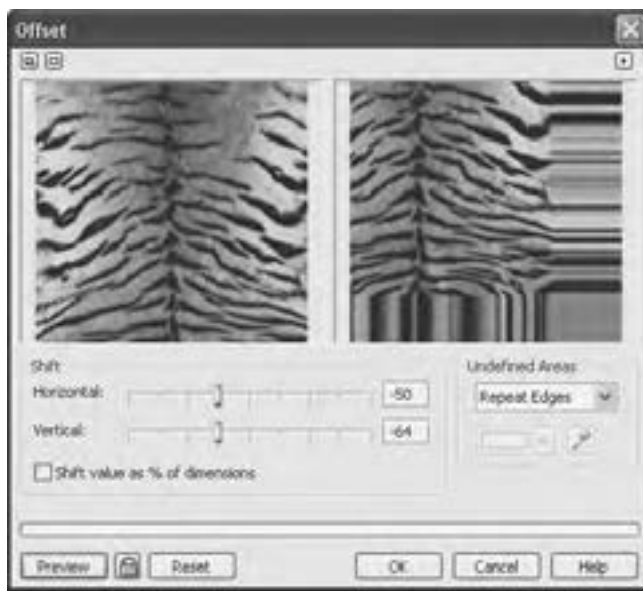 Offset
Shift
Horizontal:
-50
Vertical:
-64
Shift value as % of dimensions
Undefined Areas
Repeat Edges
Preview
Reset
OK
Cancel
Help